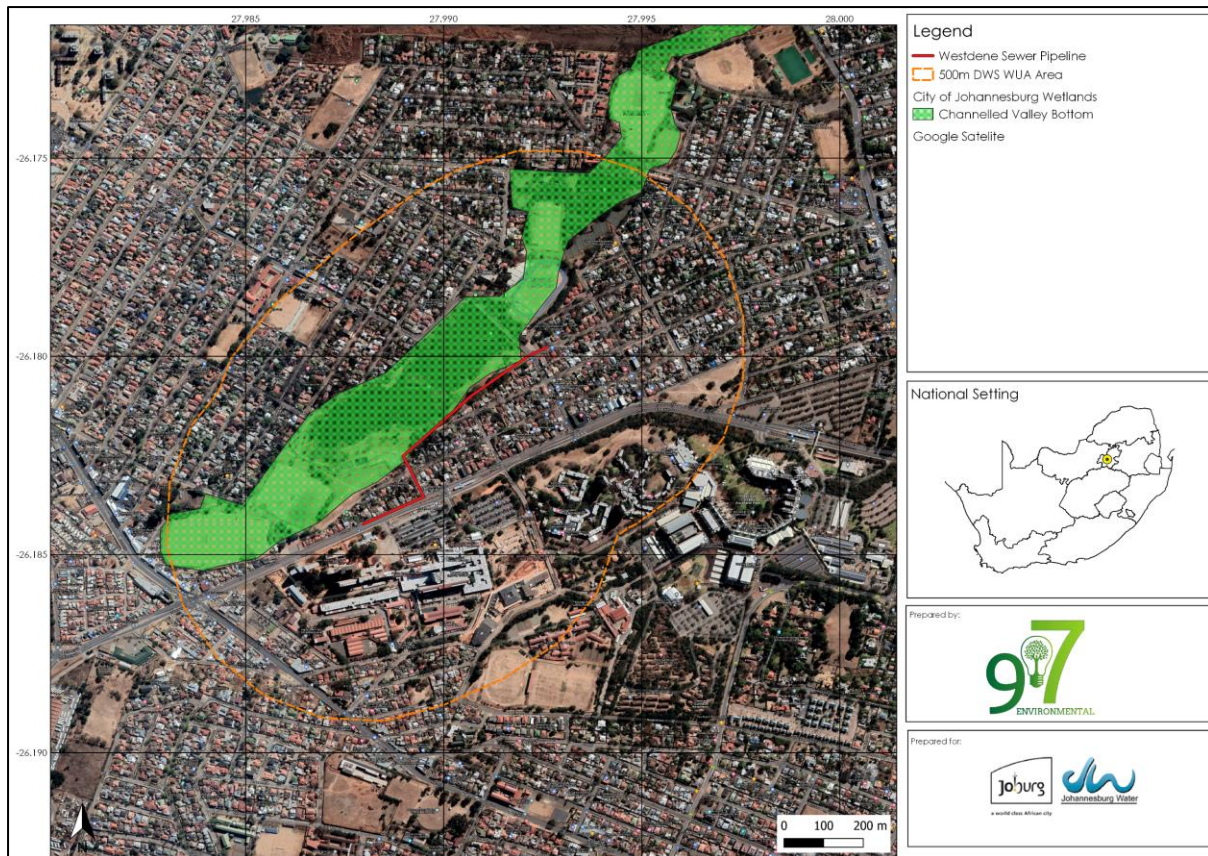 27.985 27.990 27.995 28.000
-26.175
-26.180
-26.185
-26.190
0 100 200 m
Legend
Westdene Sewer Pipeline
500m DWS WUA Area
City of Johannesburg Wetlands
Channelled Valley Bottom
Google Satelite
National Setting
Prepared by:
907
ENVIRONMENTAL
Prepared for:
Joburg
a world class African city
Johannesburg Water